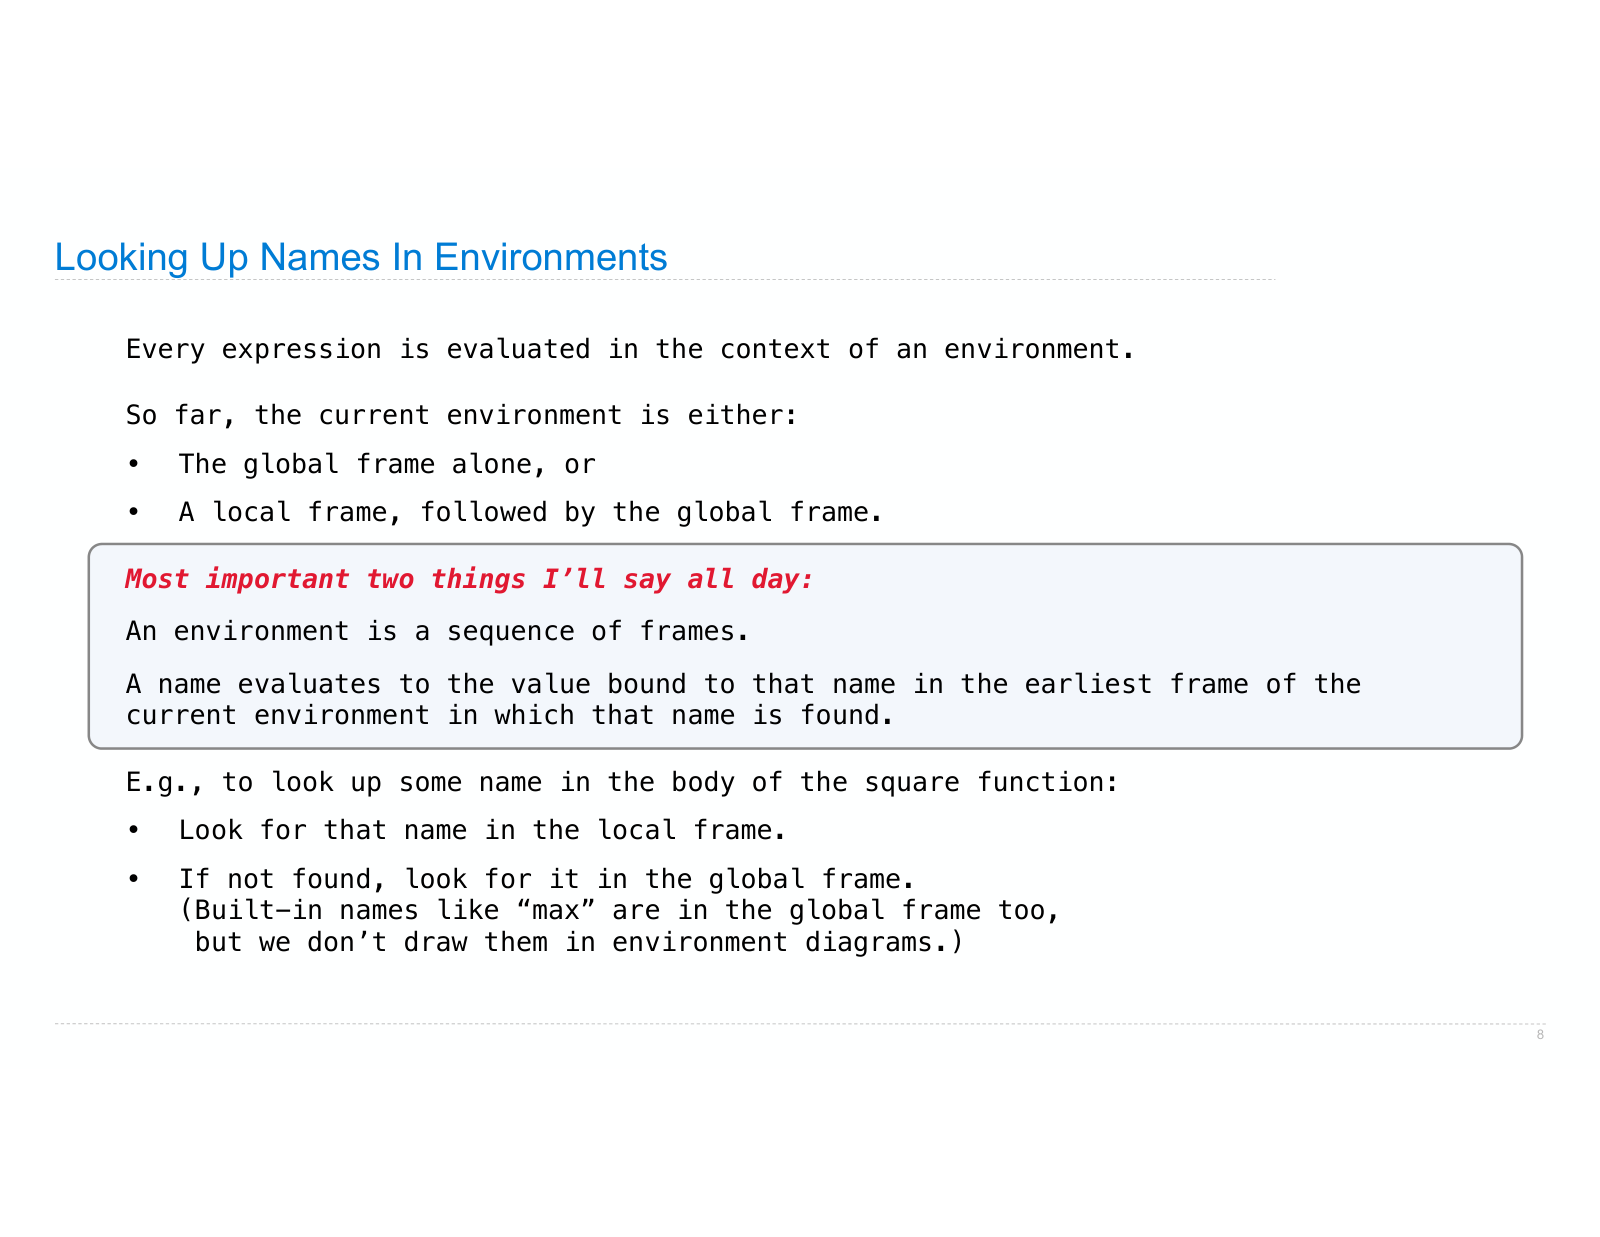 Looking Up Names In Environments
Every expression is evaluated in the context of an environment.
So far, the current environment is either:
• The global frame alone, or
• A local frame, followed by the global frame.
Most important two things I’ll say all day:
An environment is a sequence of frames.
A name evaluates to the value bound to that name in the earliest frame of the
current environment in which that name is found.
E.g., to look up some name in the body of the square function:
• Look for that name in the local frame.
• If not found, look for it in the global frame.
(Built–in names like “max” are in the global frame too,
but we don’t draw them in environment diagrams.)
8